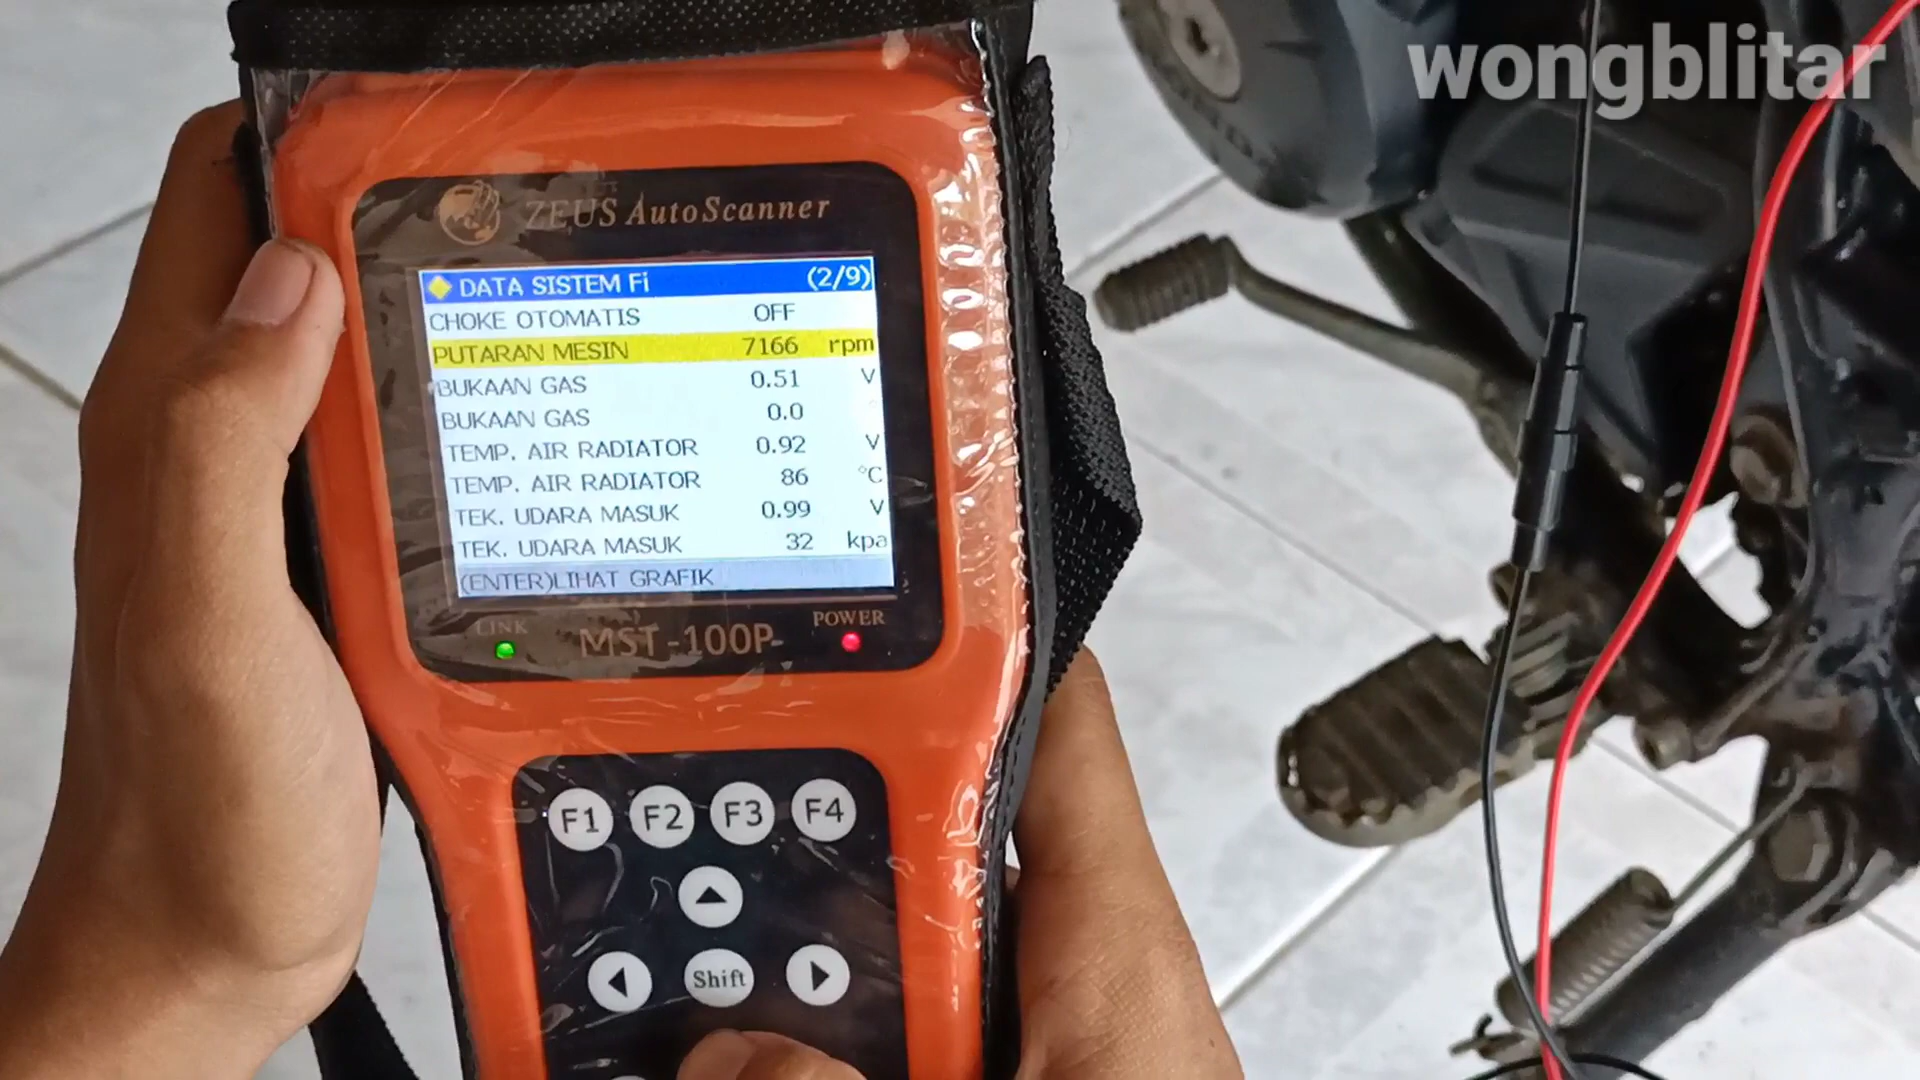 wongblitar
ZEUS AutoScanner
DATA SISTEM Fi (2/9)
CHOKE OTOMATIS OFF
PUTARAN MESIN 7166 rpm
BUKAAN GAS 0.51 V
BUKAAN GAS 0.0 °
TEMP. AIR RADIATOR 0.92 V
TEMP. AIR RADIATOR 86 °C
TEK. UDARA MASUK 0.99 V
TEK. UDARA MASUK 32 kpa
(ENTER)LIHAT GRAFIK
LINK POWER
MST-100P
F1 F2 F3 F4
Shift